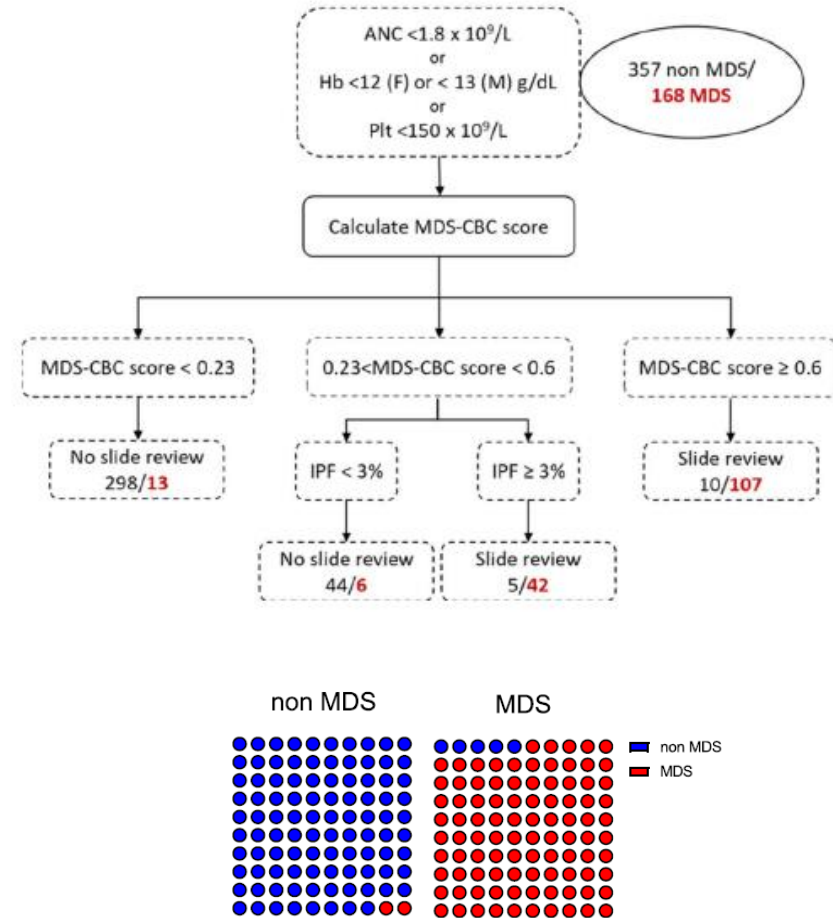 ANC <1.8 x 10⁹/L
or
Hb <12 (F) or < 13 (M) g/dL
or
Plt <150 x 10⁹/L
357 non MDS/
168 MDS
Calculate MDS-CBC score
MDS-CBC score < 0.23
0.23<MDS-CBC score < 0.6
MDS-CBC score ≥ 0.6
No slide review
298/13
IPF < 3%
IPF ≥ 3%
Slide review
10/107
No slide review
44/6
Slide review
5/42
non MDS
MDS
non MDS
MDS